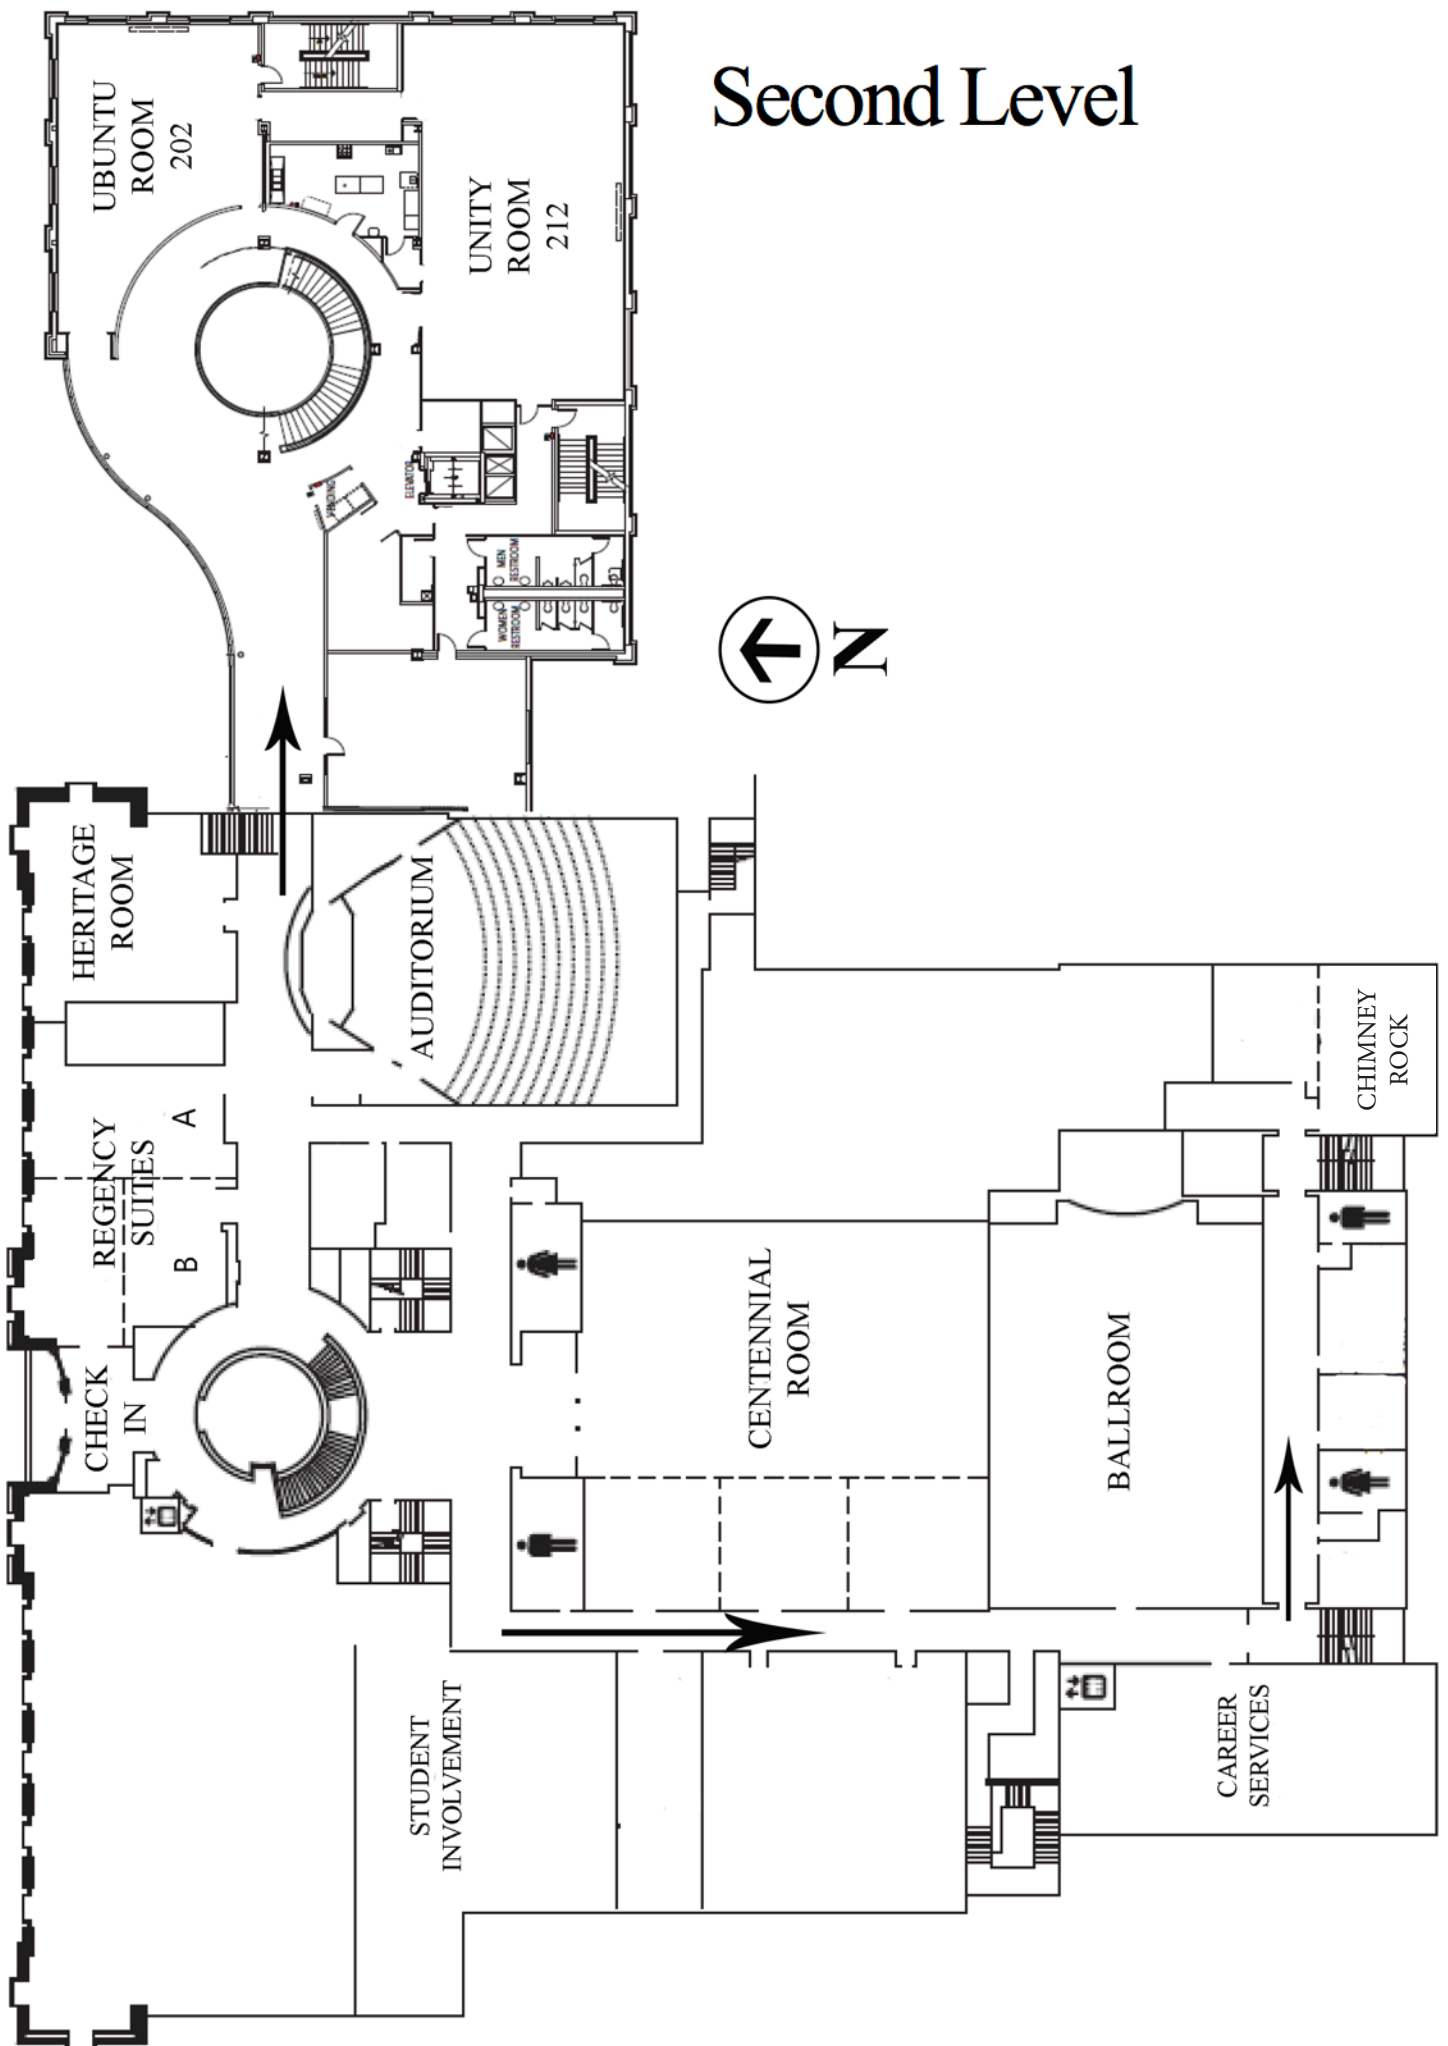 Second Level
UBUNTU
ROOM
202
UNITY
ROOM
212
VENDING
ELEVATOR
MEN
RESTROOM
WOMEN
RESTROOM
N
HERITAGE
ROOM
AUDITORIUM
REGENCY
SUITES
A
B
CHECK
IN
CENTENNIAL
ROOM
BALLROOM
CHIMNEY
ROCK
STUDENT
INVOLVEMENT
CAREER
SERVICES